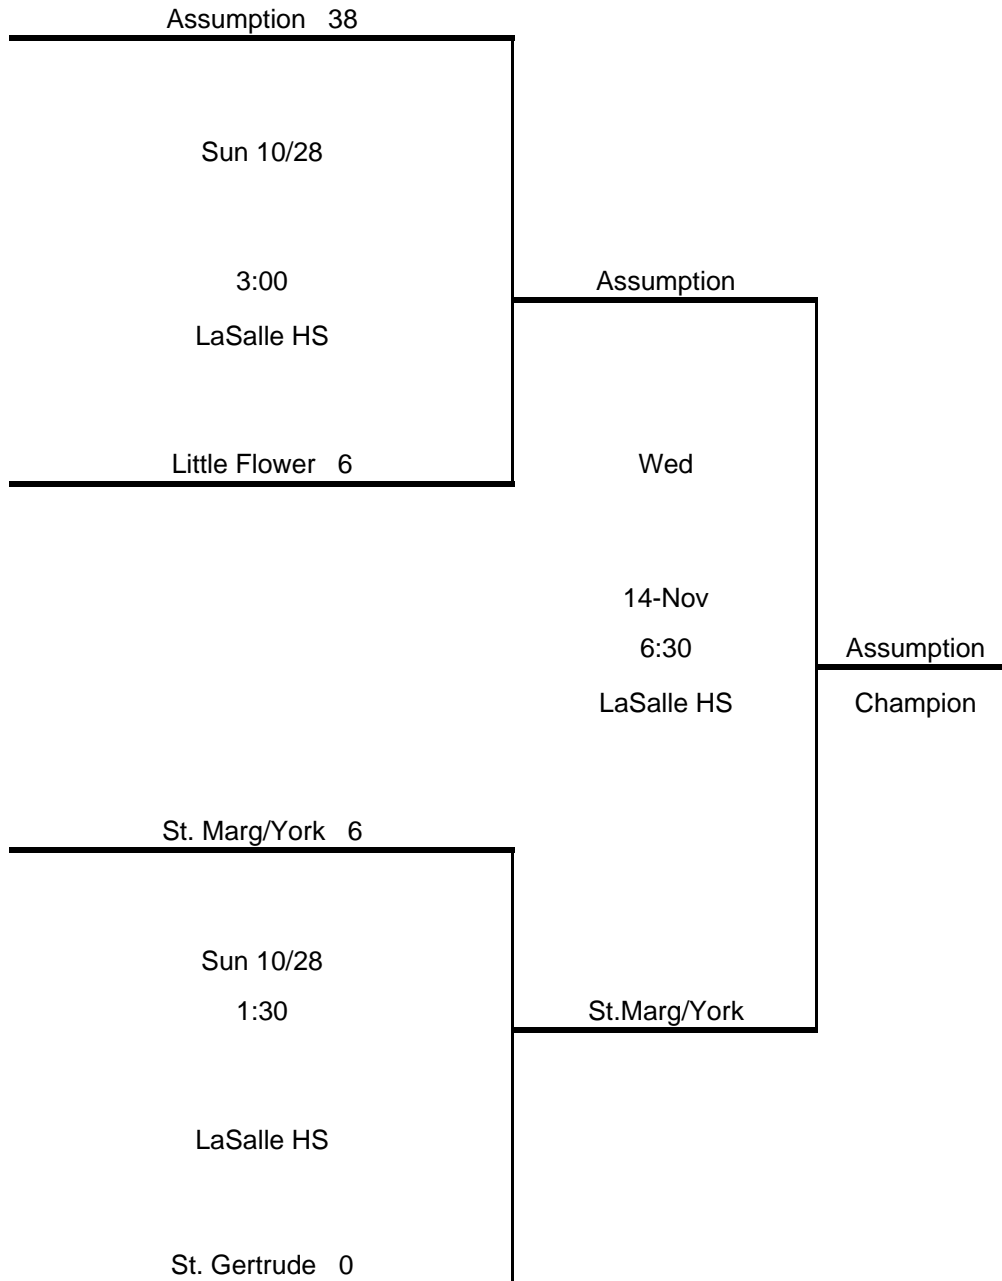 Assumption 38
Sun 10/28
3:00
Assumption
LaSalle HS
Little Flower 6
Wed
14-Nov
6:30
Assumption
LaSalle HS
Champion
St. Marg/York 6
Sun 10/28
1:30
St.Marg/York
LaSalle HS
St. Gertrude 0